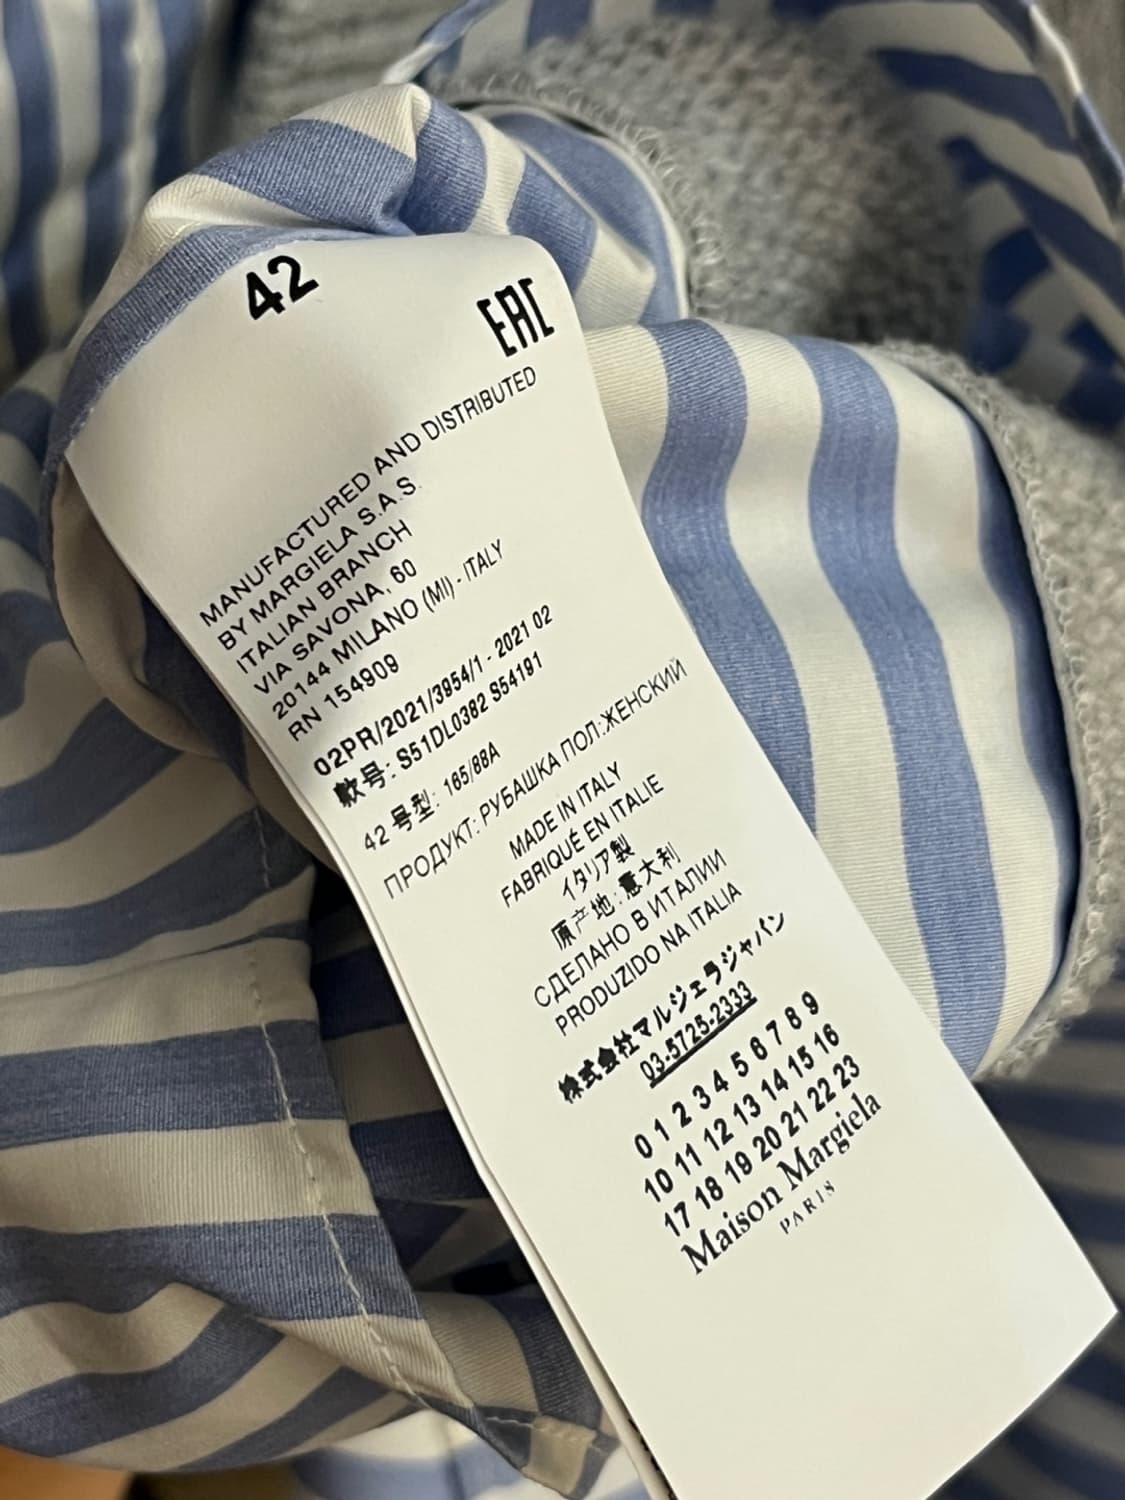 42
EAC
MANUFACTURED AND DISTRIBUTED
BY MARGIELA S.A.S.
ITALIAN BRANCH
VIA SAVONA, 60
20144 MILANO (MI) - ITALY
RN 154909
02PR/2021/3954/1 - 2021 02
款号: S51DL0382 S54191
42 号型: 165/88A
ПРОДУКТ: РУБАШКА ПОЛ:ЖЕНСКИЙ
MADE IN ITALY
FABRIQUÉ EN ITALIE
イタリア製
原产地: 意大利
СДЕЛАНО В ИТАЛИИ
PRODUZIDO NA ITALIA
株式会社マルジェラジャパン
03-5725-2333
0 1 2 3 4 5 6 7 8 9
10 11 12 13 14 15 16
17 18 19 20 21 22 23
Maison Margiela
PARIS